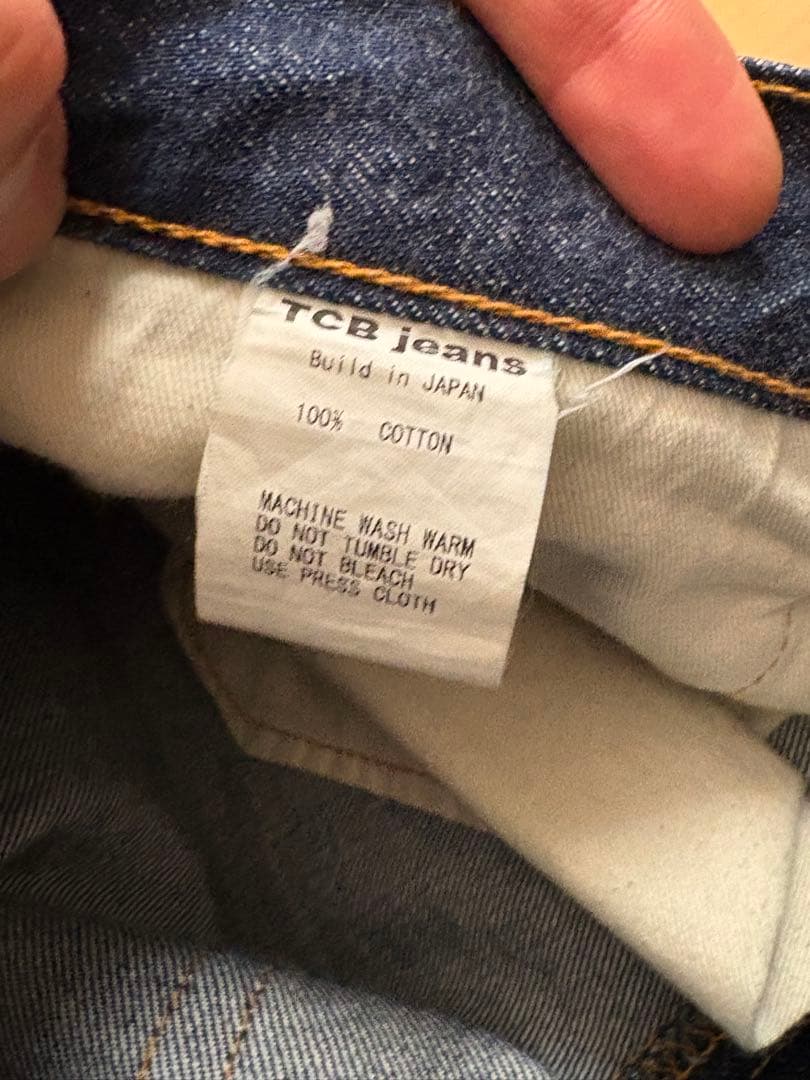 TCB jeans
Build in JAPAN
100% COTTON
MACHINE WASH WARM
DO NOT TUMBLE DRY
DO NOT BLEACH
USE PRESS CLOTH